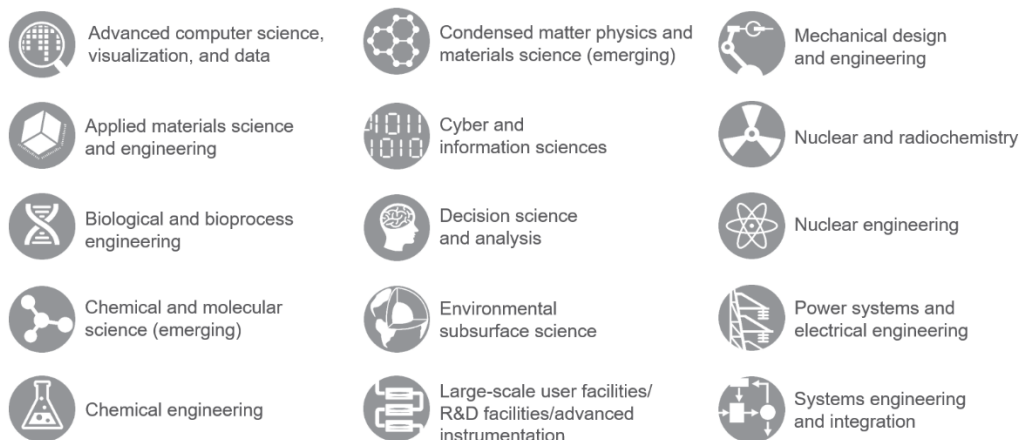 Advanced computer science,
visualization, and data
Applied materials science
and engineering
Biological and bioprocess
engineering
Chemical and molecular
science (emerging)
Chemical engineering
Condensed matter physics and
materials science (emerging)
1011
1010
Cyber and
information sciences
Decision science
and analysis
Environmental
subsurface science
Large-scale user facilities/
R&D facilities/advanced
instrumentation
Mechanical design
and engineering
Nuclear and radiochemistry
Nuclear engineering
Power systems and
electrical engineering
Systems engineering
and integration